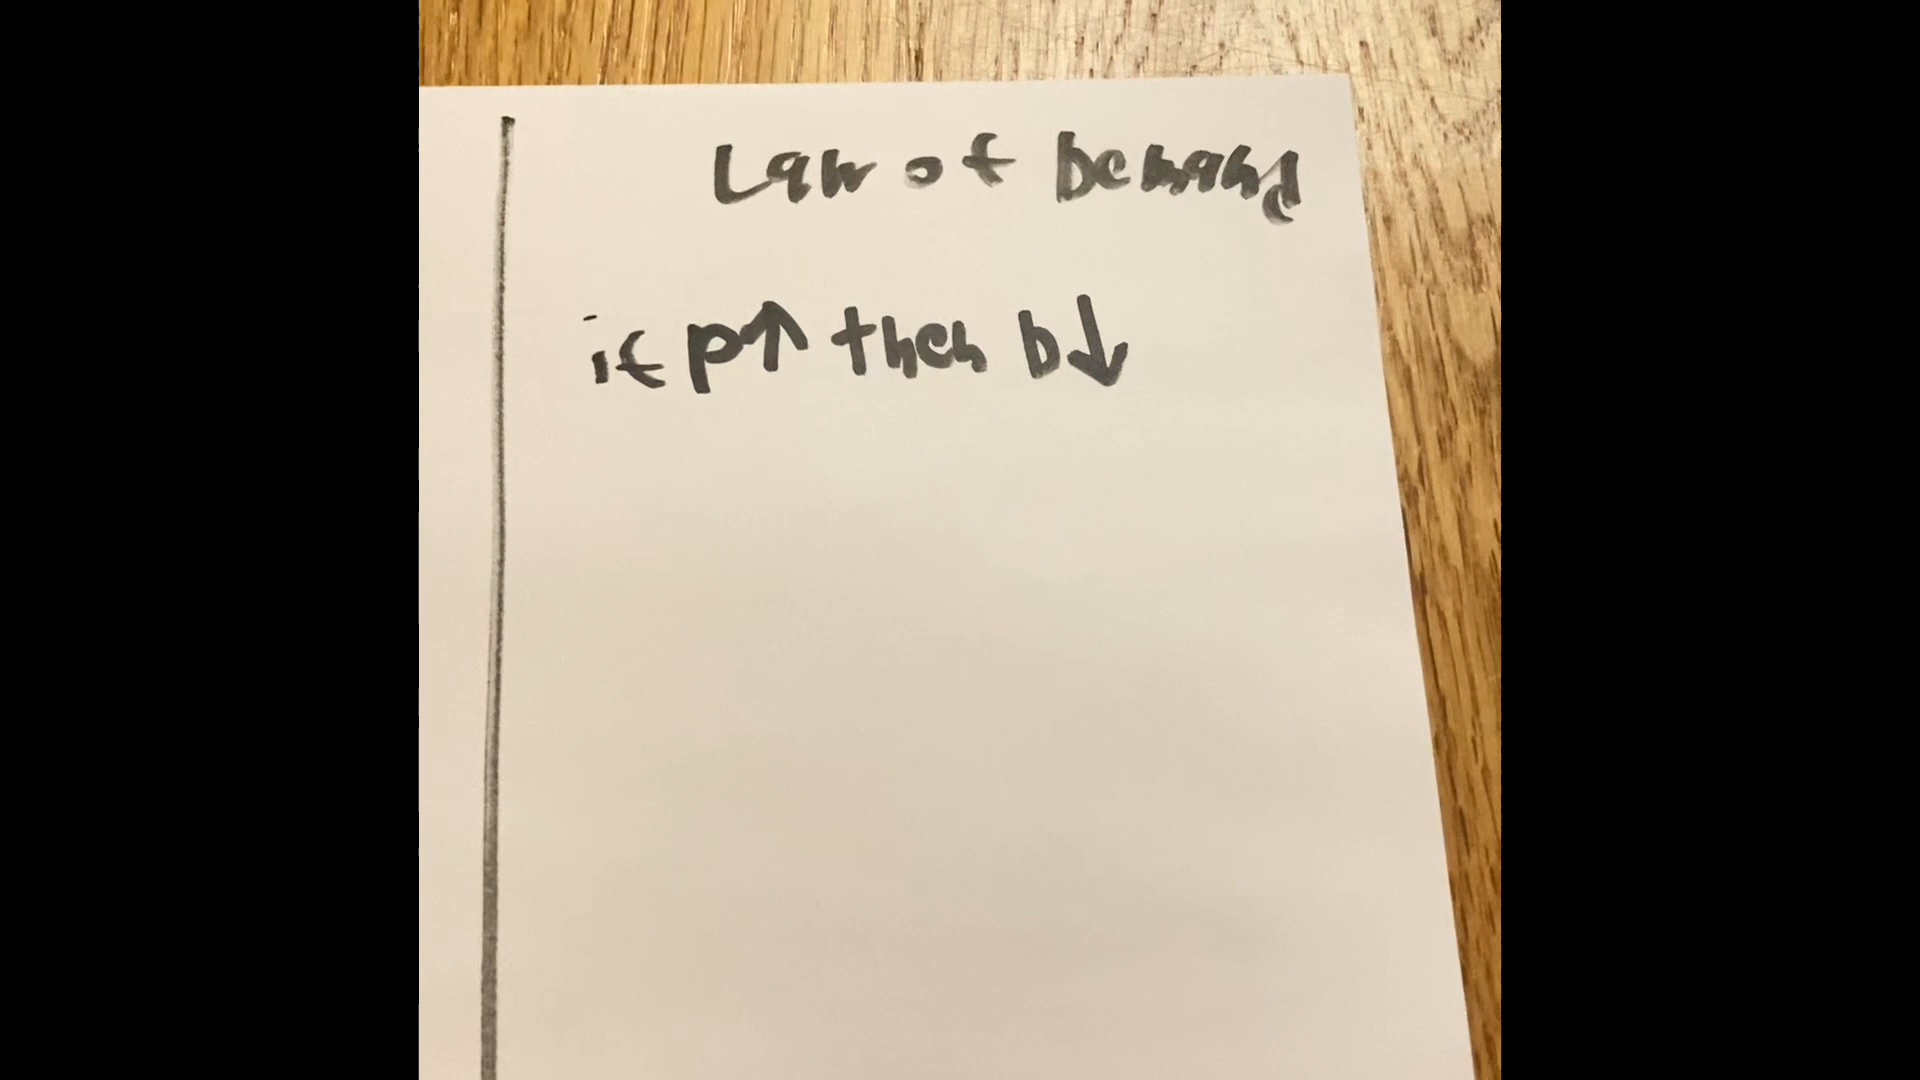 Law of Demand
if P↑ then D↓